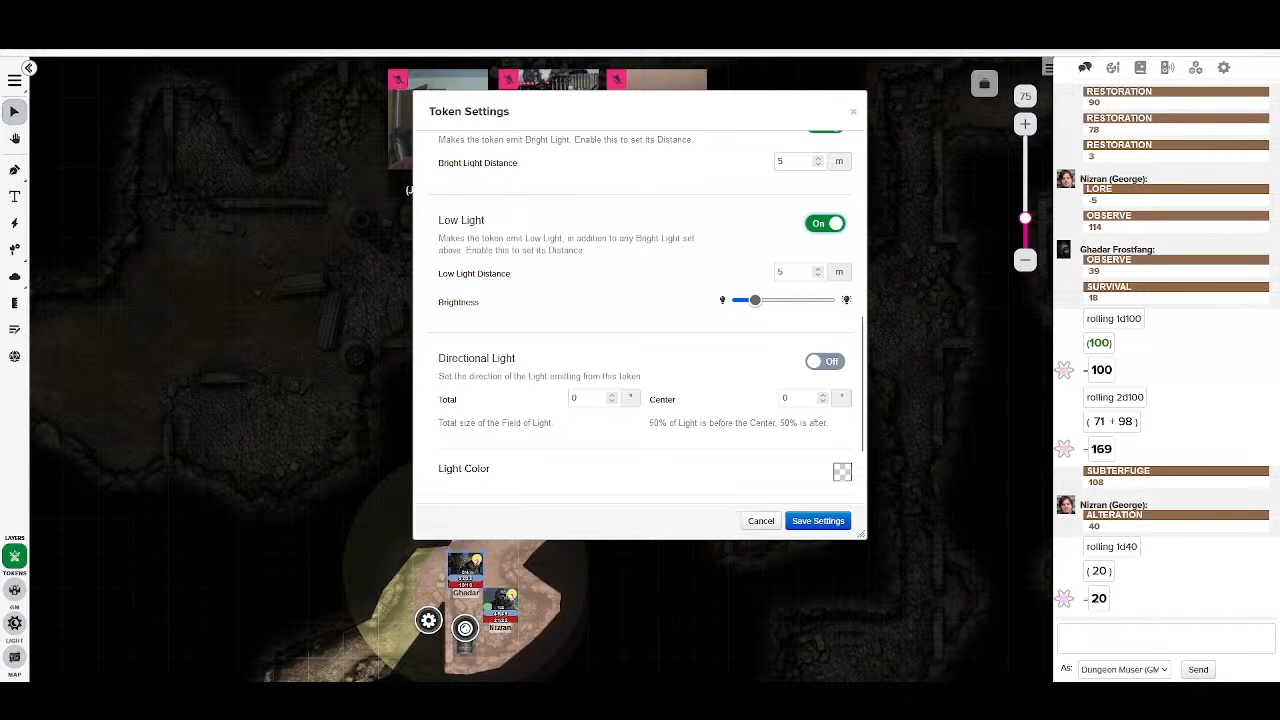 Token Settings
Makes the token emit Bright Light. Enable this to set its Distance.
Bright Light Distance
5
m
Low Light
On
Makes the token emit Low Light, in addition to any Bright Light set
above. Enable this to set its Distance
Low Light Distance
5
m
Brightness
Directional Light
Off
Set the direction of the Light emitting from this token
Total
0
°
Center
0
°
Total size of the Field of Light.
50% of Light is before the Center, 50% is after.
Light Color
Cancel
Save Settings
LAYERS
TOKENS
GM
LIGHT
MAP
Ghadar
Nizran
75
RESTORATION
90
RESTORATION
78
RESTORATION
3
Nizran (George):
LORE
-5
OBSERVE
114
Ghadar Frostfang:
OBSERVE
39
SURVIVAL
18
rolling 1d100
(100)
100
rolling 2d100
( 71 + 98 )
169
SUBTERFUGE
108
Nizran (George):
ALTERATION
40
rolling 1d40
( 20 )
20
As:
Dungeon Muser (GM
Send